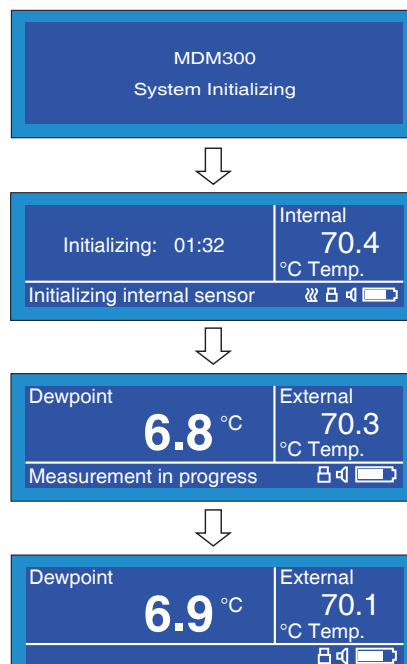 MDM300
System Initializing
Internal
Initializing: 01:32
70.4
°C Temp.
Initializing internal sensor
Dewpoint
External
6.8 °C
70.3
°C Temp.
Measurement in progress
Dewpoint
External
6.9 °C
70.1
°C Temp.